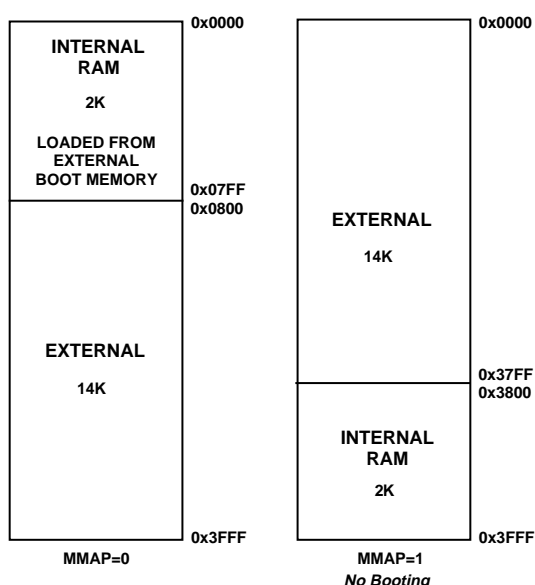 0x0000
INTERNAL
RAM
2K
LOADED FROM
EXTERNAL
BOOT MEMORY
0x07FF
0x0800
EXTERNAL
14K
0x3FFF
MMAP=0
0x0000
EXTERNAL
14K
0x37FF
0x3800
INTERNAL
RAM
2K
0x3FFF
MMAP=1
No Booting